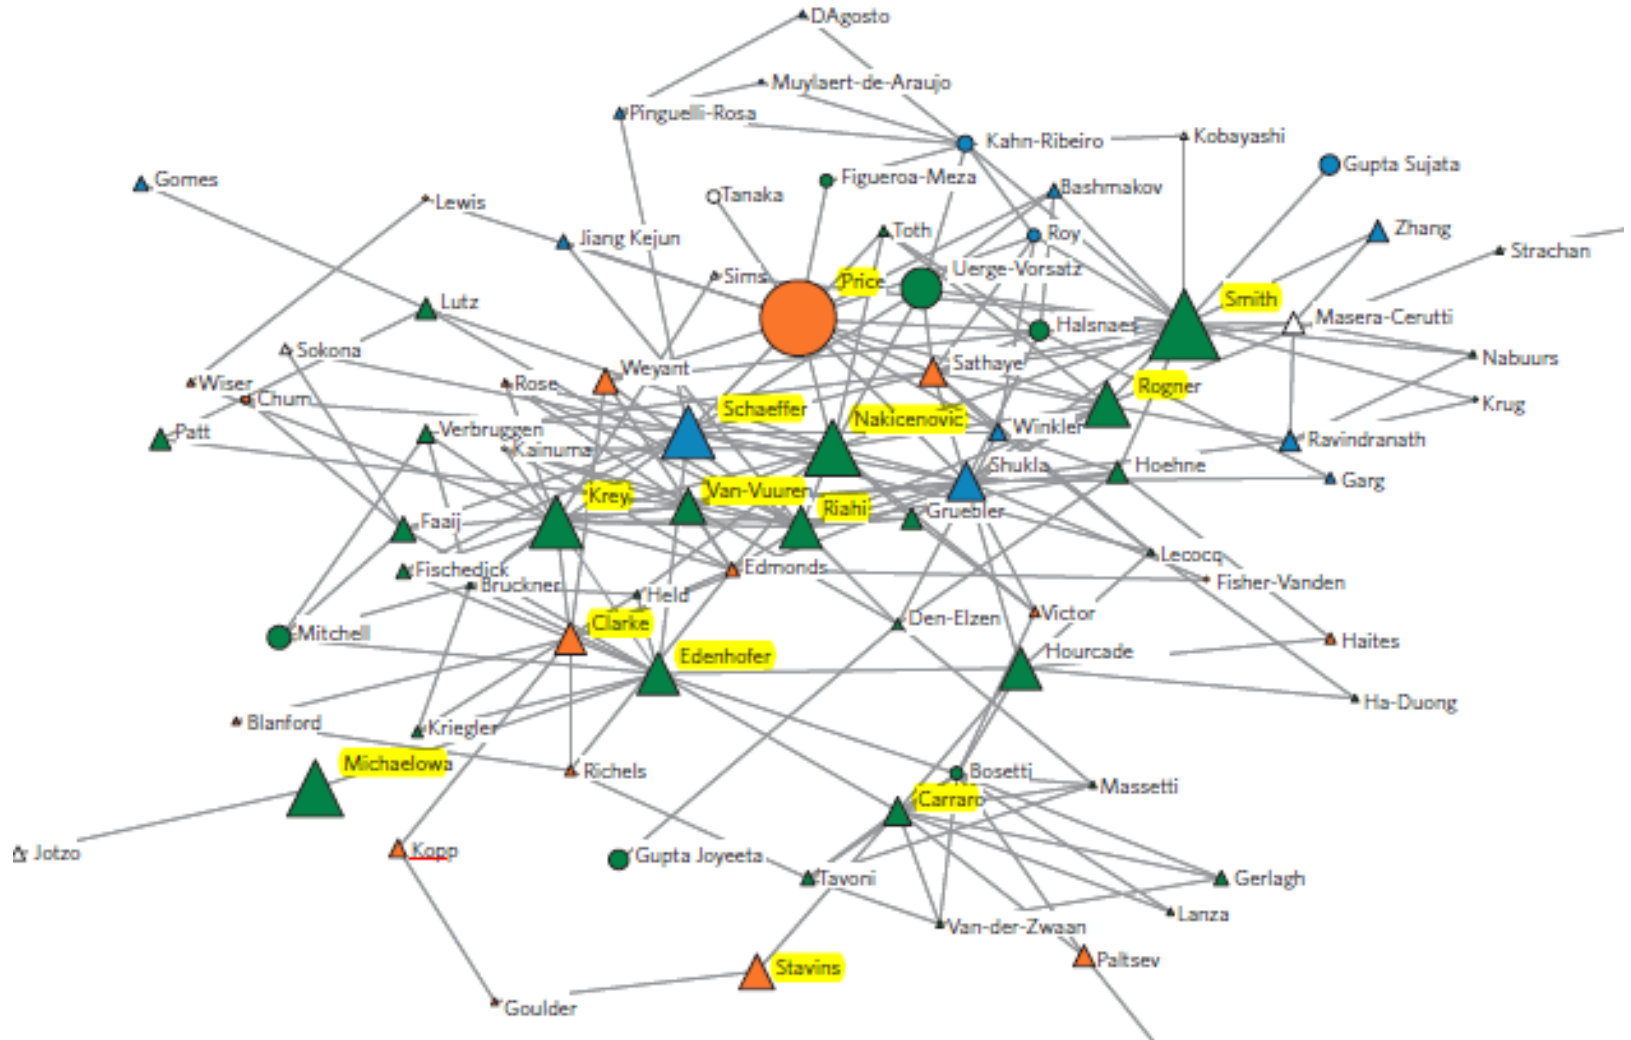 DAgosto
Muylaert-de-Araujo
Pinguelli-Rosa
Kahn-Ribeiro
Kobayashi
Gupta Sujata
Gomes
Figueroa-Meza
Bashmakov
Lewis
Tanaka
Jiang Kejun
Toth
Roy
Zhang
Strachan
Sims
Price
Uerge-Vorsatz
Smith
Lutz
Halsnaes
Masera-Cerutti
Sokona
Weyant
Sathaye
Nabuurs
Wiser
Rose
Rogner
Chum
Schaeffer
Nakicenovic
Krug
Patt
Verbruggen
Winkler
Ravindranath
Kainuma
Shukla
Hoehne
Garg
Krey
Van-Vuuren
Riahi
Gruebler
Faaij
Lecocq
Fischedick
Edmonds
Fisher-Vanden
Bruckner
Held
Mitchell
Clarke
Den-Elzen
Victor
Haites
Edenhofer
Hourcade
Ha-Duong
Blanford
Kriegler
Michaelowa
Richels
Bosetti
Massetti
Carraro
Jotzo
Kopp
Gupta Joyeeta
Tavoni
Gerlagh
Lanza
Van-der-Zwaan
Stavins
Paltsev
Goulder